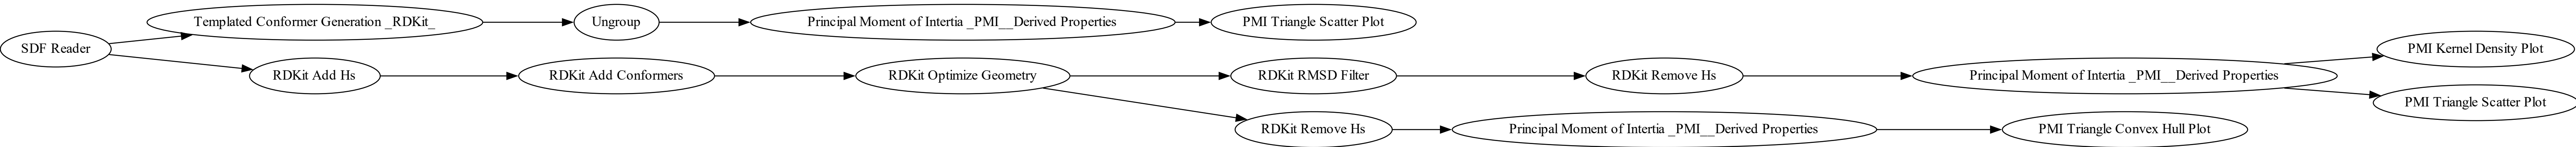 Templated Conformer Generation _RDKit_
Ungroup
Principal Moment of Intertia _PMI__Derived Properties
PMI Triangle Scatter Plot
SDF Reader
PMI Kernel Density Plot
RDKit Add Hs
RDKit Add Conformers
RDKit Optimize Geometry
RDKit RMSD Filter
RDKit Remove Hs
Principal Moment of Intertia _PMI__Derived Properties
PMI Triangle Scatter Plot
RDKit Remove Hs
Principal Moment of Intertia _PMI__Derived Properties
PMI Triangle Convex Hull Plot